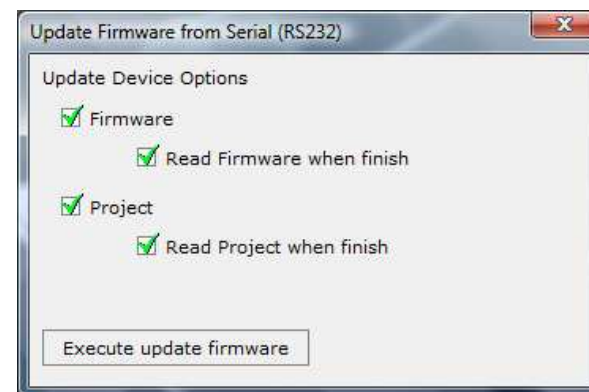 Update Firmware from Serial (RS232)
Update Device Options
Firmware
Read Firmware when finish
Project
Read Project when finish
Execute update firmware